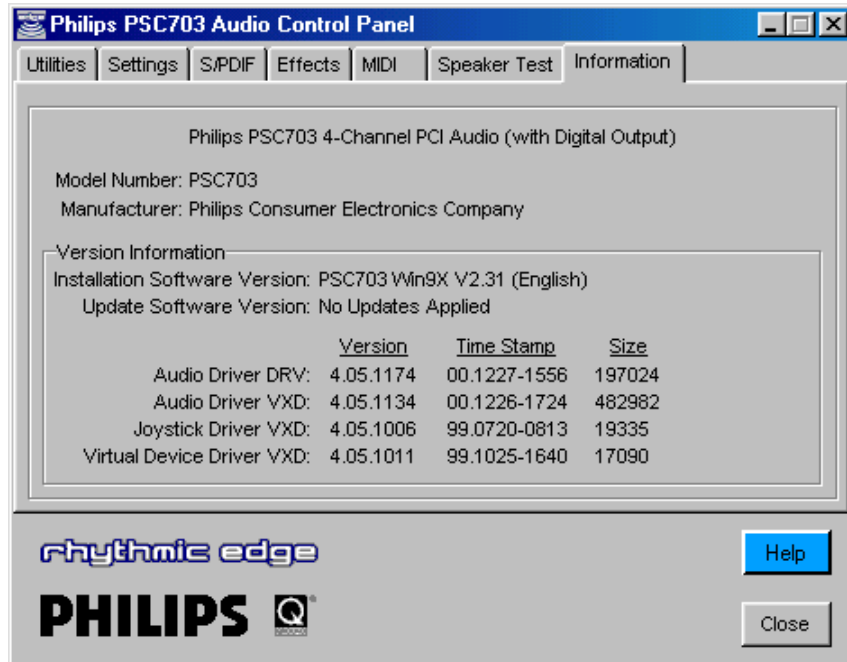 Philips PSC703 Audio Control Panel
Utilities Settings S/PDIF Effects MIDI Speaker Test Information
Philips PSC703 4-Channel PCI Audio (with Digital Output)
Model Number: PSC703
Manufacturer: Philips Consumer Electronics Company
Version Information
Installation Software Version: PSC703 Win9X V2.31 (English)
Update Software Version: No Updates Applied
Version Time Stamp Size
Audio Driver DRV: 4.05.1174 00.1227-1556 197024
Audio Driver VXD: 4.05.1134 00.1226-1724 482982
Joystick Driver VXD: 4.05.1006 99.0720-0813 19335
Virtual Device Driver VXD: 4.05.1011 99.1025-1640 17090
rhythmic edge
Help
PHILIPS Q
Close